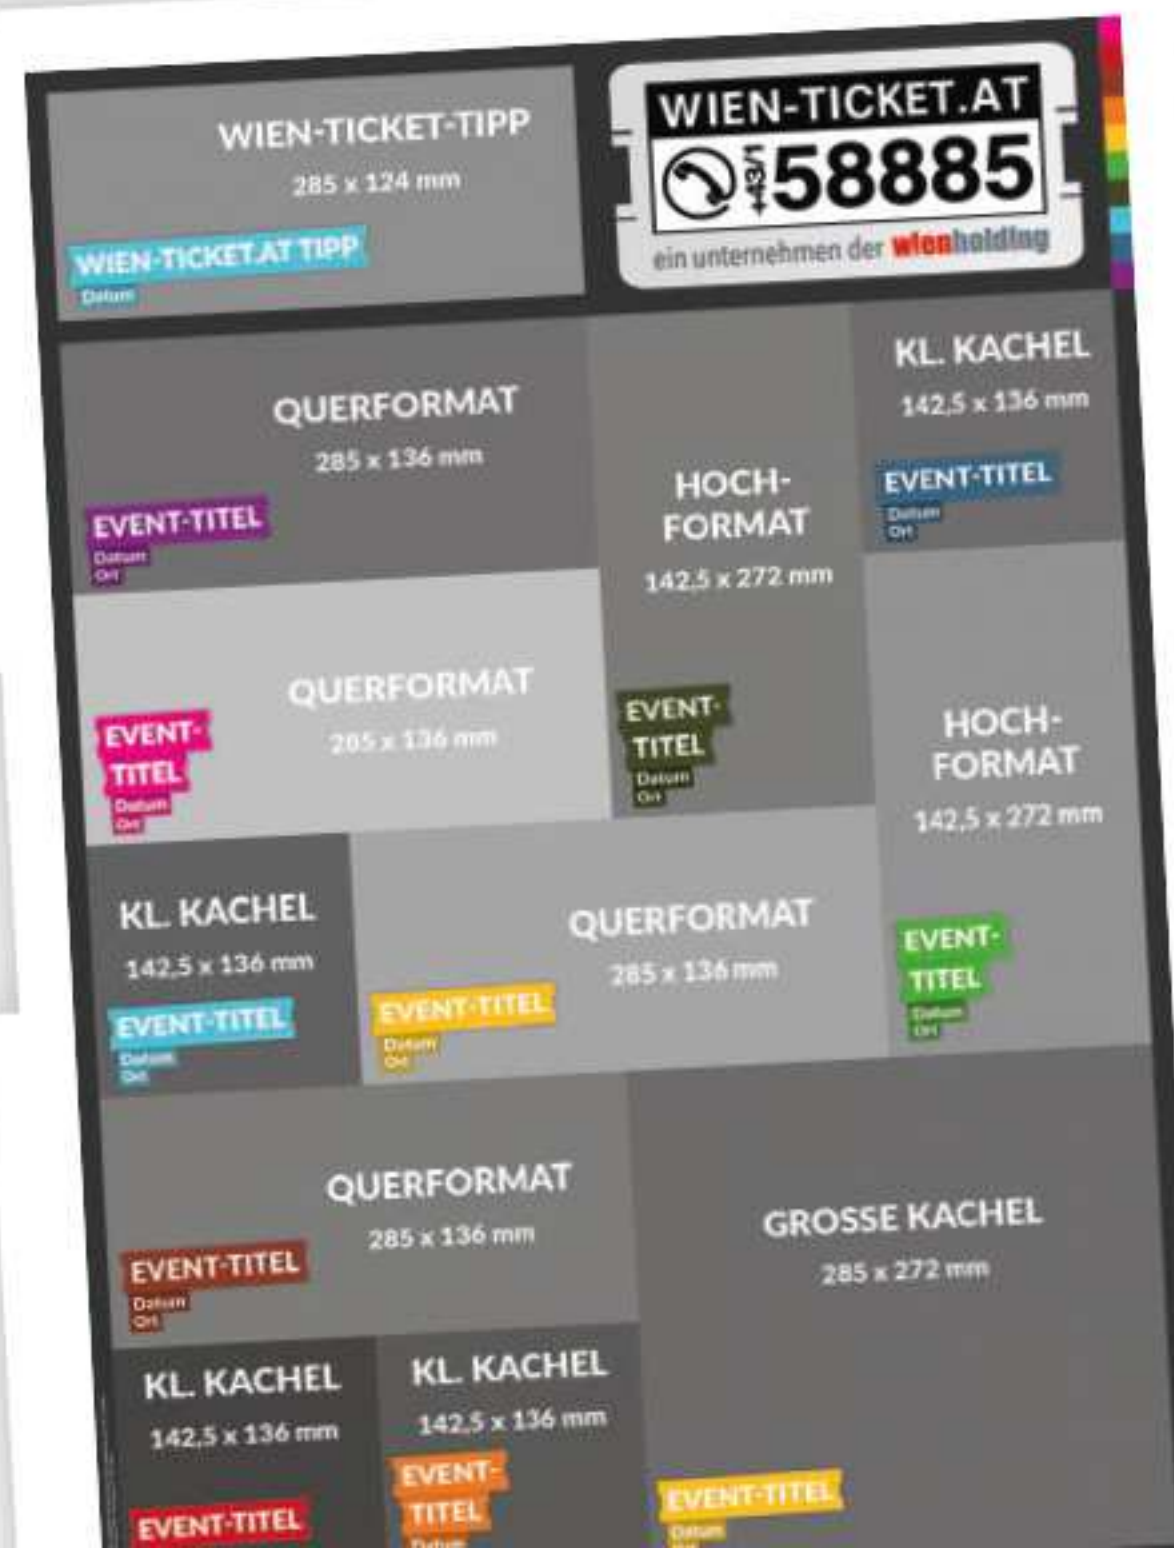 WIEN-TICKET-TIPP
285 x 124 mm
WIEN-TICKET.AT TIPP
Datum
WIEN-TICKET.AT
+43/1 58885
ein unternehmen der wienholding
QUERFORMAT
285 x 136 mm
EVENT-TITEL
Datum
Ort
HOCH-
FORMAT
142,5 x 272 mm
EVENT-
TITEL
Datum
Ort
KL. KACHEL
142,5 x 136 mm
EVENT-TITEL
Datum
Ort
QUERFORMAT
285 x 136 mm
EVENT-
TITEL
Datum
Ort
HOCH-
FORMAT
142,5 x 272 mm
EVENT-
TITEL
Datum
Ort
KL. KACHEL
142,5 x 136 mm
EVENT-TITEL
Datum
Ort
QUERFORMAT
285 x 136 mm
EVENT-TITEL
Datum
Ort
QUERFORMAT
285 x 136 mm
EVENT-TITEL
Datum
Ort
GROSSE KACHEL
285 x 272 mm
EVENT-TITEL
Datum
KL. KACHEL
142,5 x 136 mm
EVENT-TITEL
KL. KACHEL
142,5 x 136 mm
EVENT-
TITEL
Datum